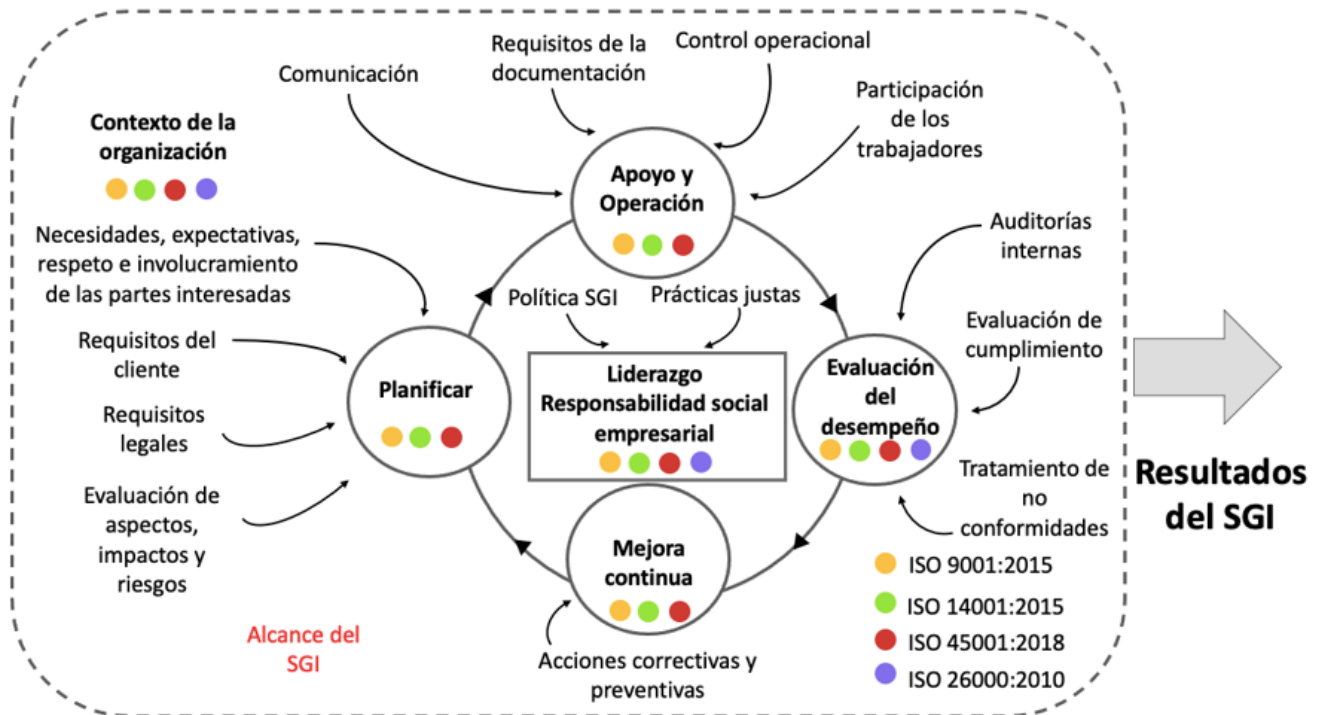 Comunicación
Requisitos de la
documentación
Control operacional
Participación
de los
trabajadores
Contexto de la
organización
Apoyo y
Operación
Necesidades, expectativas,
respeto e involucramiento
de las partes interesadas
Requisitos del
cliente
Requisitos
legales
Evaluación de
aspectos,
impactos y
riesgos
Planificar
Política SGI
Prácticas justas
Liderazgo
Responsabilidad social
empresarial
Auditorías
internas
Evaluación de
cumplimiento
Evaluación
del
desempeño
Tratamiento de
no
conformidades
Mejora
continua
Acciones correctivas y
preventivas
Alcance del
SGI
ISO 9001:2015
ISO 14001:2015
ISO 45001:2018
ISO 26000:2010
Resultados
del SGI